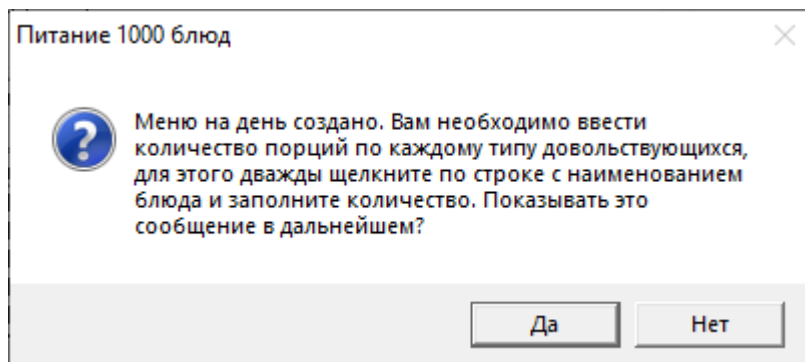 Питание 1000 блюд
Меню на день создано. Вам необходимо ввести
количество порций по каждому типу довольствующихся,
для этого дважды щелкните по строке с наименованием
блюда и заполните количество. Показывать это
сообщение в дальнейшем?
Да
Нет